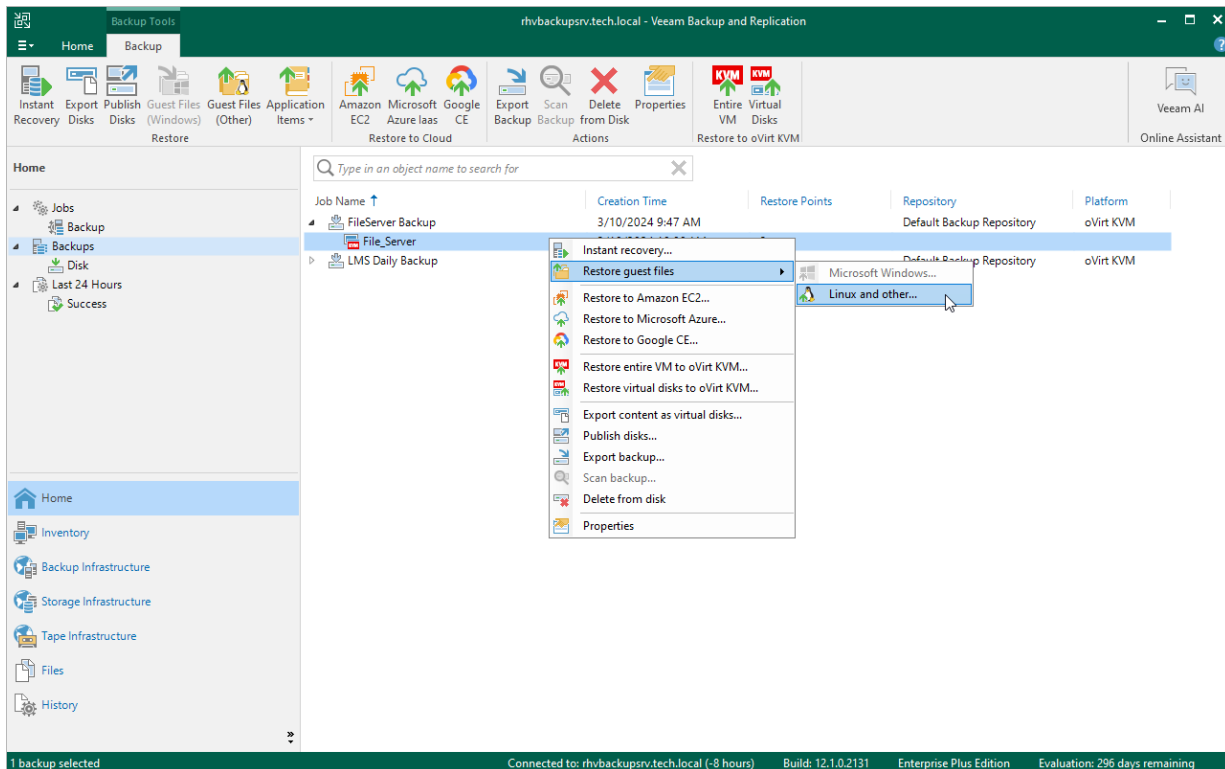 Backup Tools
rhvbackupsrv.tech.local - Veeam Backup and Replication
Home Backup
Instant Recovery
Export Disks
Publish Disks
Guest Files (Windows)
Guest Files (Other)
Application Items
Amazon EC2
Microsoft Azure Iaas
Google CE
Export Backup
Scan Backup
Delete from Disk
Properties
Entire VM
Virtual Disks
Veeam AI
Restore
Restore to Cloud
Actions
Restore to oVirt KVM
Online Assistant
Home
Jobs
Backup
Backups
Disk
Last 24 Hours
Success
Home
Inventory
Backup Infrastructure
Storage Infrastructure
Tape Infrastructure
Files
History
Type in an object name to search for
Job Name Creation Time Restore Points Repository Platform
FileServer Backup 3/10/2024 9:47 AM Default Backup Repository oVirt KVM
File_Server
LMS Daily Backup Default Backup Repository oVirt KVM
Instant recovery...
Restore guest files
Microsoft Windows...
Linux and other...
Restore to Amazon EC2...
Restore to Microsoft Azure...
Restore to Google CE...
KVM Restore entire VM to oVirt KVM...
Restore virtual disks to oVirt KVM...
Export content as virtual disks...
Publish disks...
Export backup...
Scan backup...
Delete from disk
Properties
1 backup selected
Connected to: rhvbackupsrv.tech.local (-8 hours) Build: 12.1.0.2131 Enterprise Plus Edition Evaluation: 296 days remaining